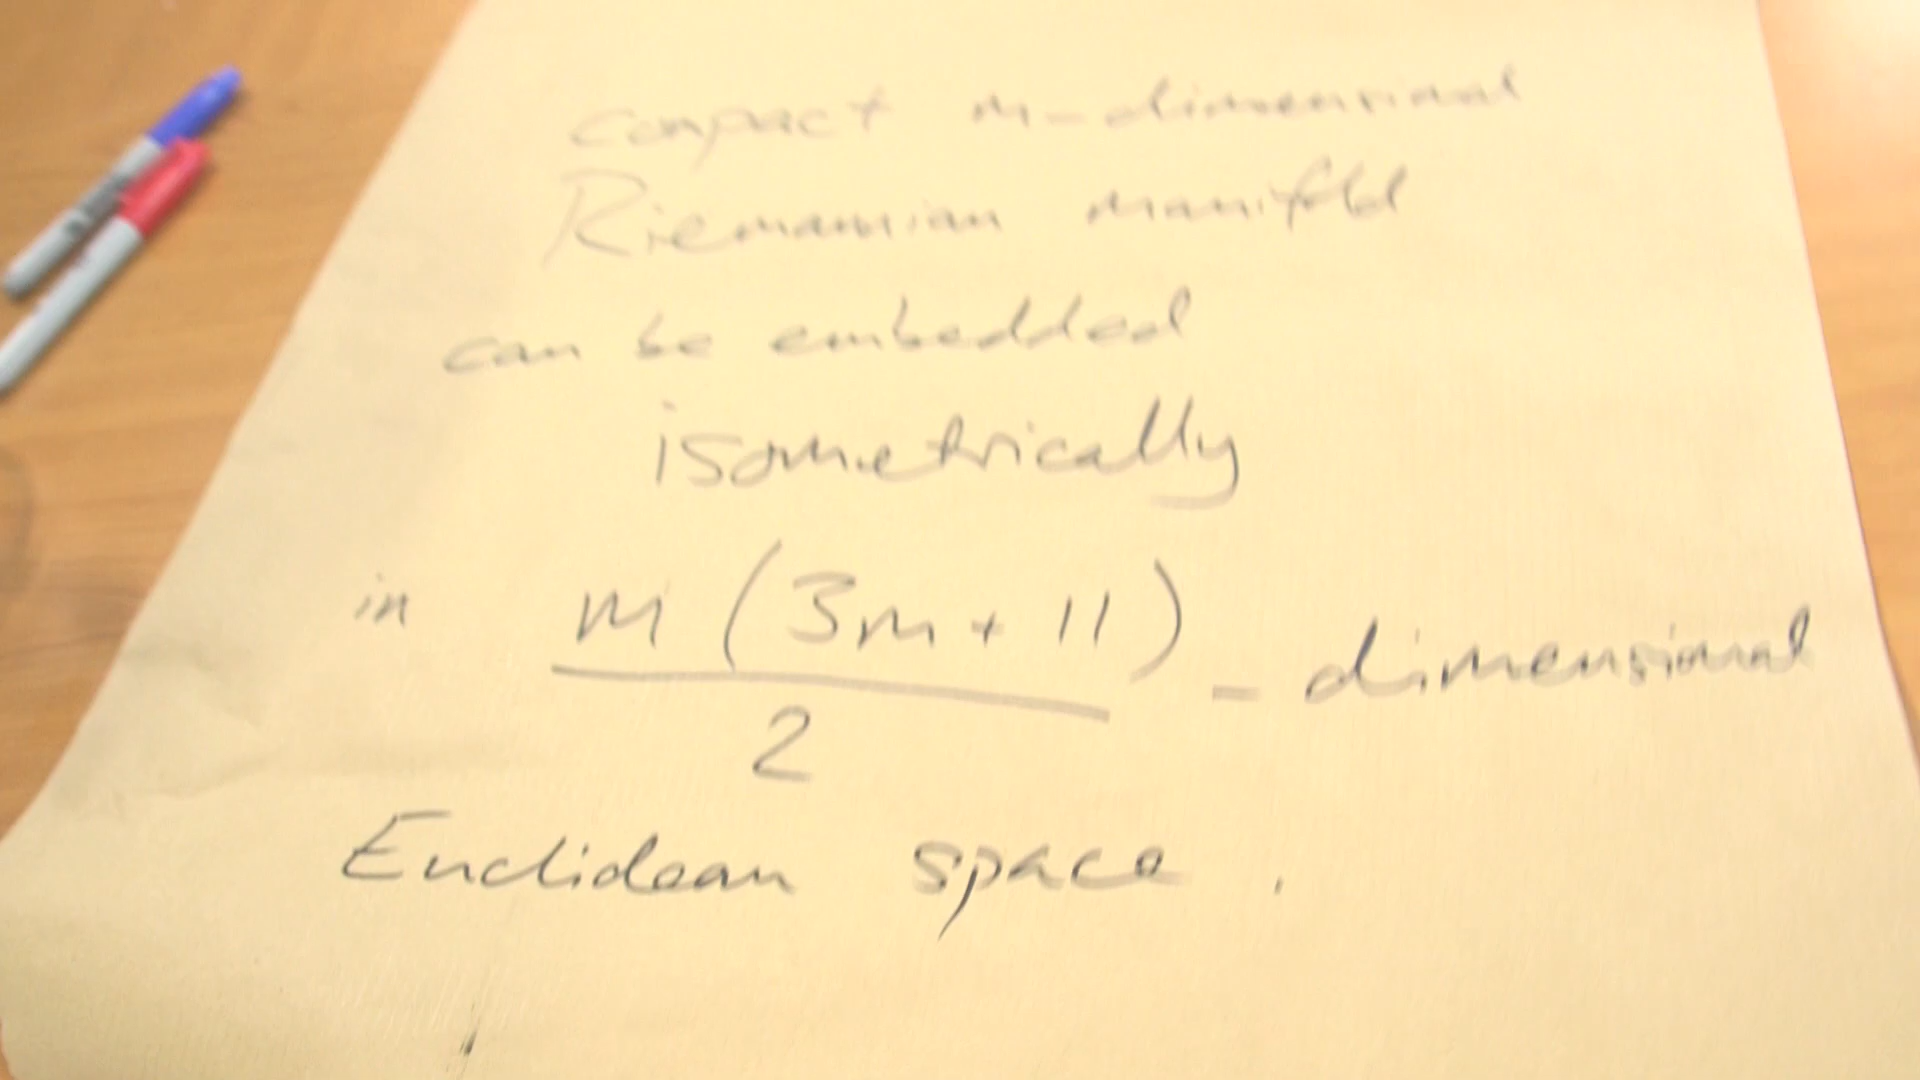 compact m-dimensional
Riemannian manifold
can be embedded
isometrically
in m(3m+11)/2 - dimensional
Euclidean space.